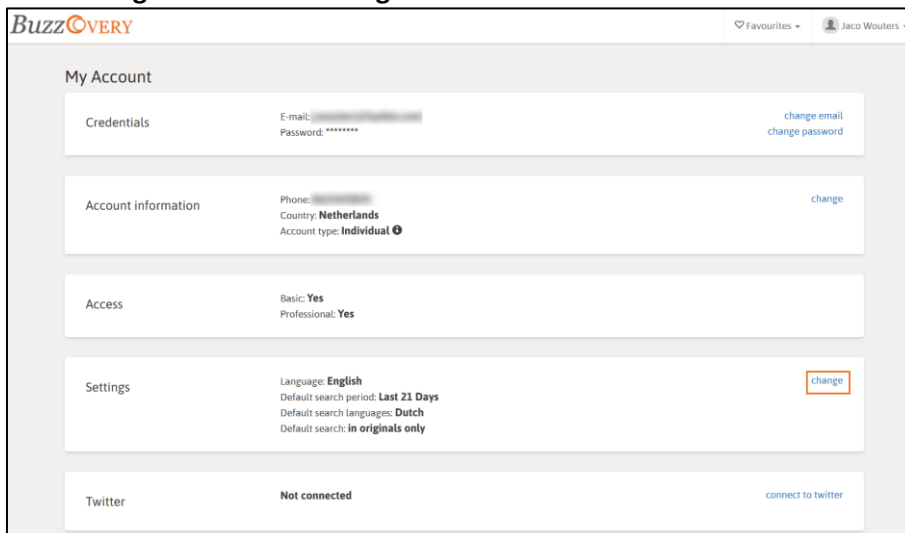 BuzzOVERY
Favourites
Jaco Wouters
My Account
Credentials
E-mail:
change email
Password: ********
change password
Account information
Phone:
change
Country: Netherlands
Account type: Individual
Access
Basic: Yes
Professional: Yes
Settings
Language: English
change
Default search period: Last 21 Days
Default search languages: Dutch
Default search: in originals only
Twitter
Not connected
connect to twitter